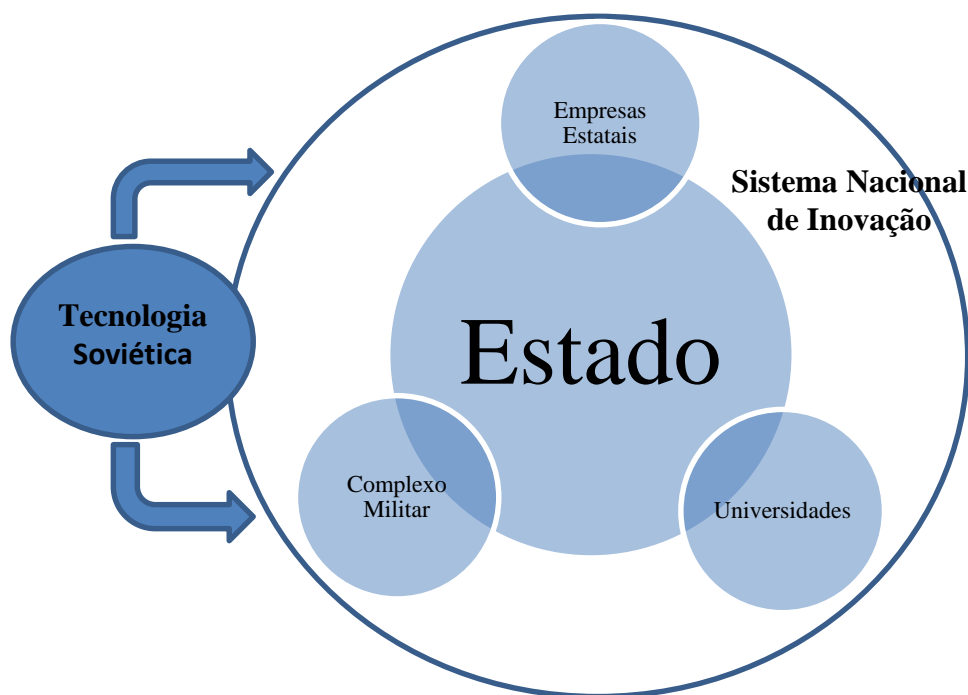 Empresas
Estatais
Sistema Nacional
de Inovação
Tecnologia
Soviética
Estado
Complexo
Militar
Universidades